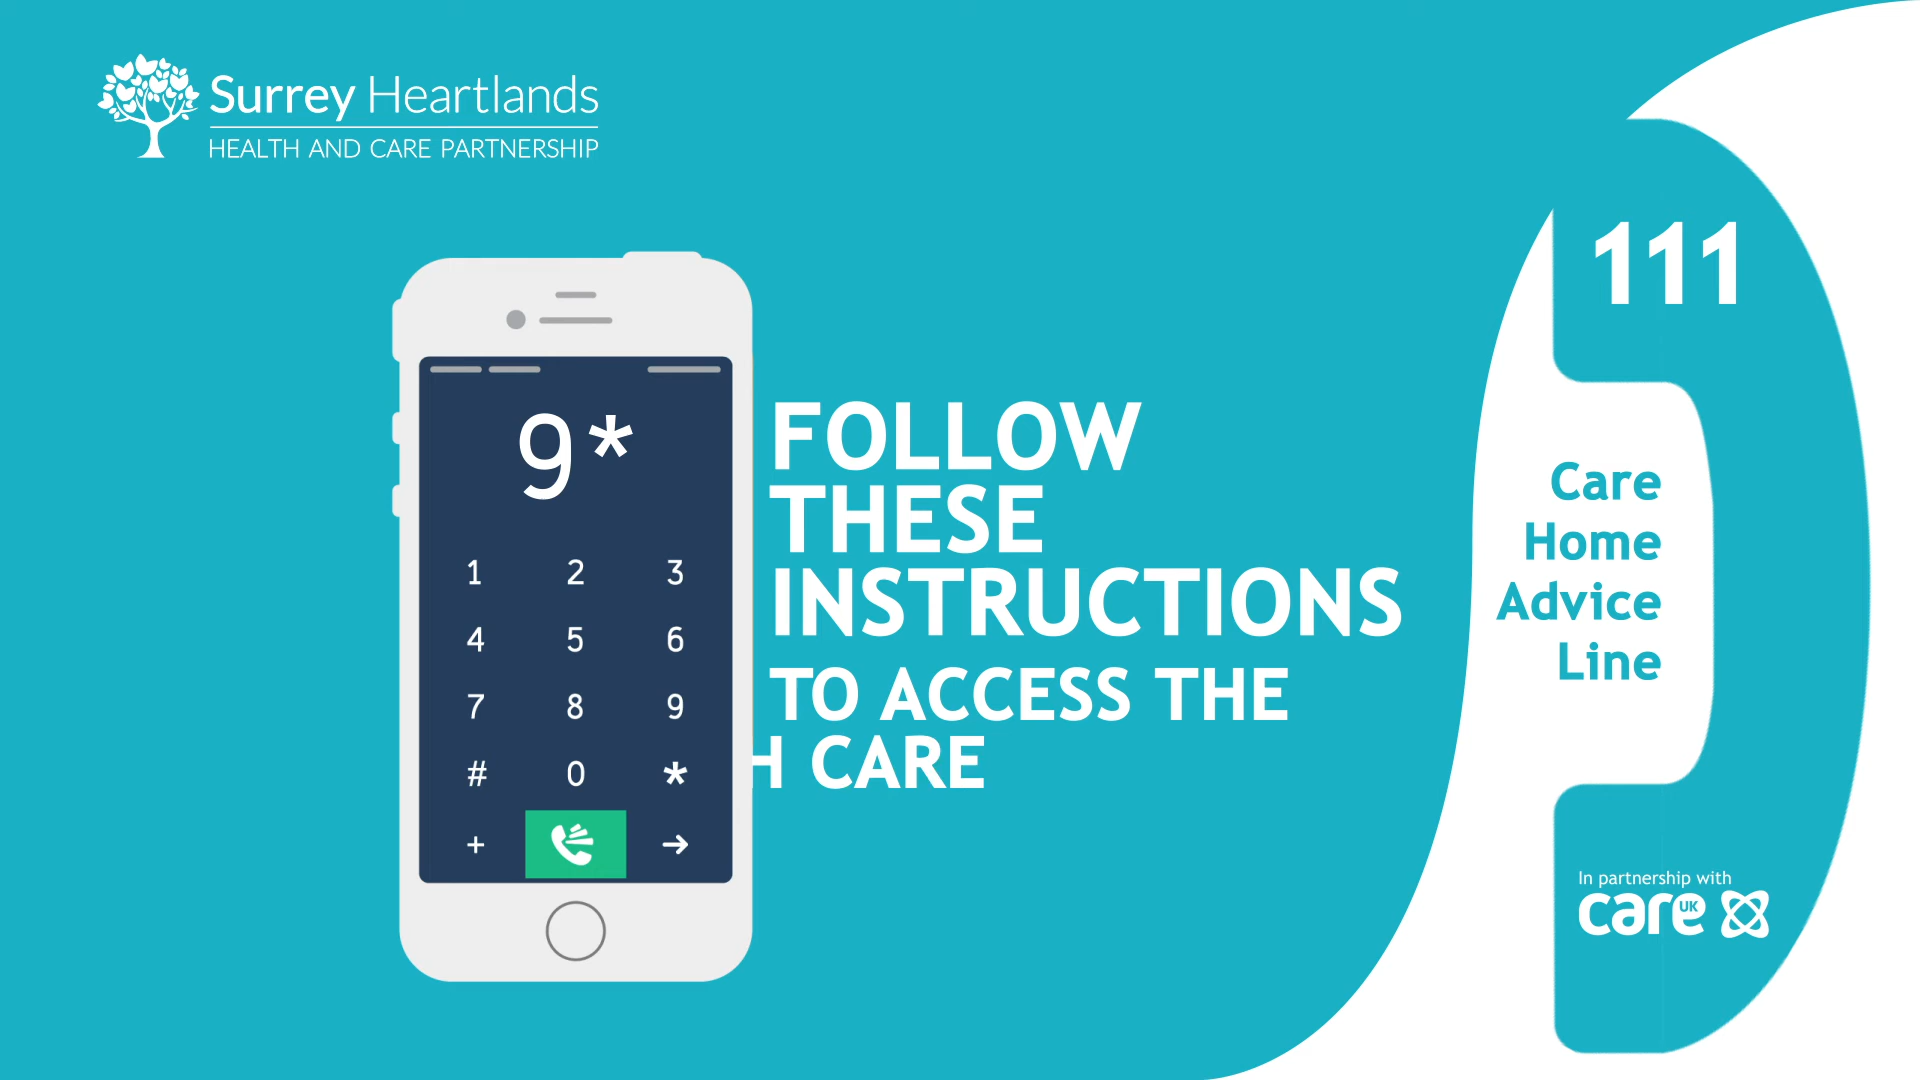 Surrey Heartlands
HEALTH AND CARE PARTNERSHIP
111
9*
FOLLOW
THESE
INSTRUCTIONS
TO ACCESS THE
CARE
1 2 3
4 5 6
7 8 9
# 0 *
+ →
Care
Home
Advice
Line
In partnership with
care UK